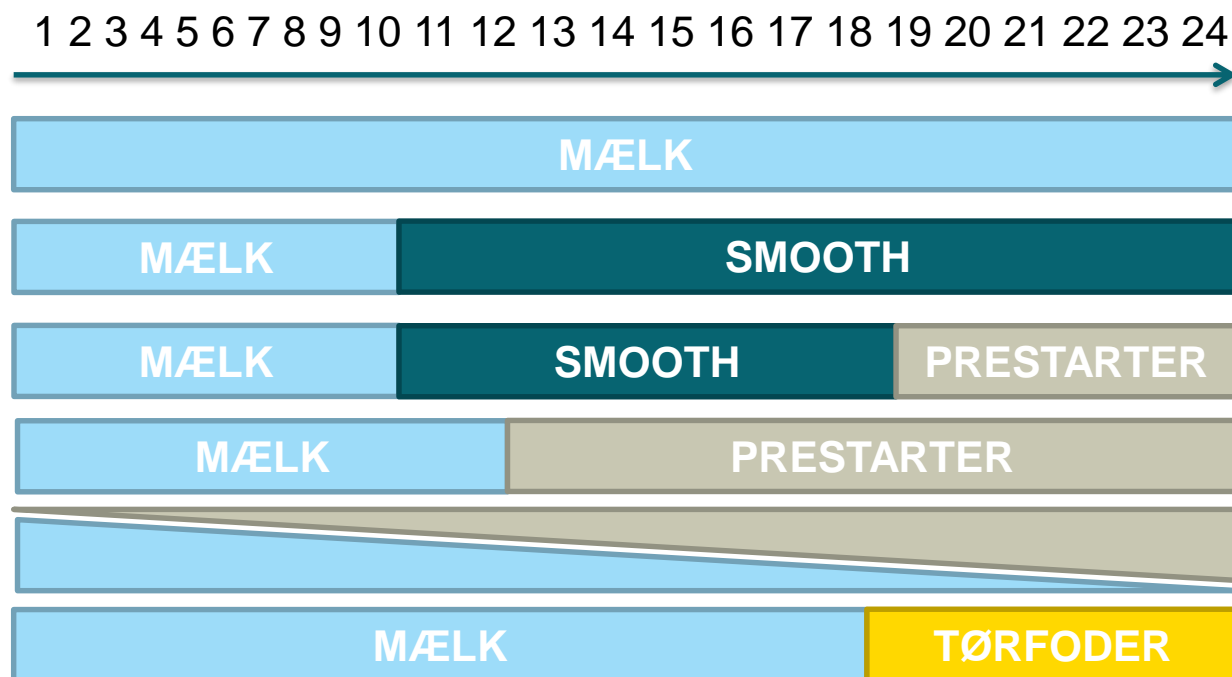 1 2 3 4 5 6 7 8 9 10 11 12 13 14 15 16 17 18 19 20 21 22 23 24
MÆLK
MÆLK SMOOTH
MÆLK SMOOTH PRESTARTER
MÆLK PRESTARTER
MÆLK TØRFODER